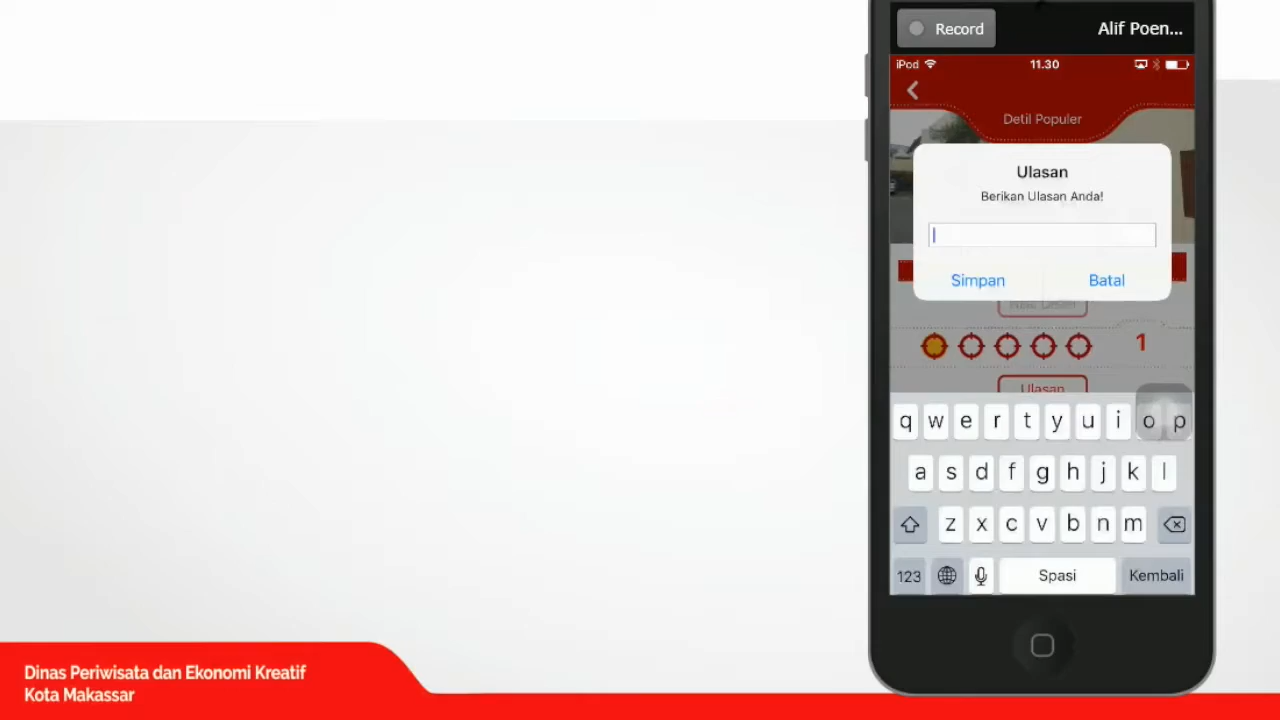 Record
Alif Poen...
iPod
11.30
Detil Populer
Ulasan
Berikan Ulasan Anda!
Simpan
Batal
1
Ulasan
q w e r t y u i o p
a s d f g h j k l
z x c v b n m
123
Spasi
Kembali
Dinas Periwisata dan Ekonomi Kreatif
Kota Makassar